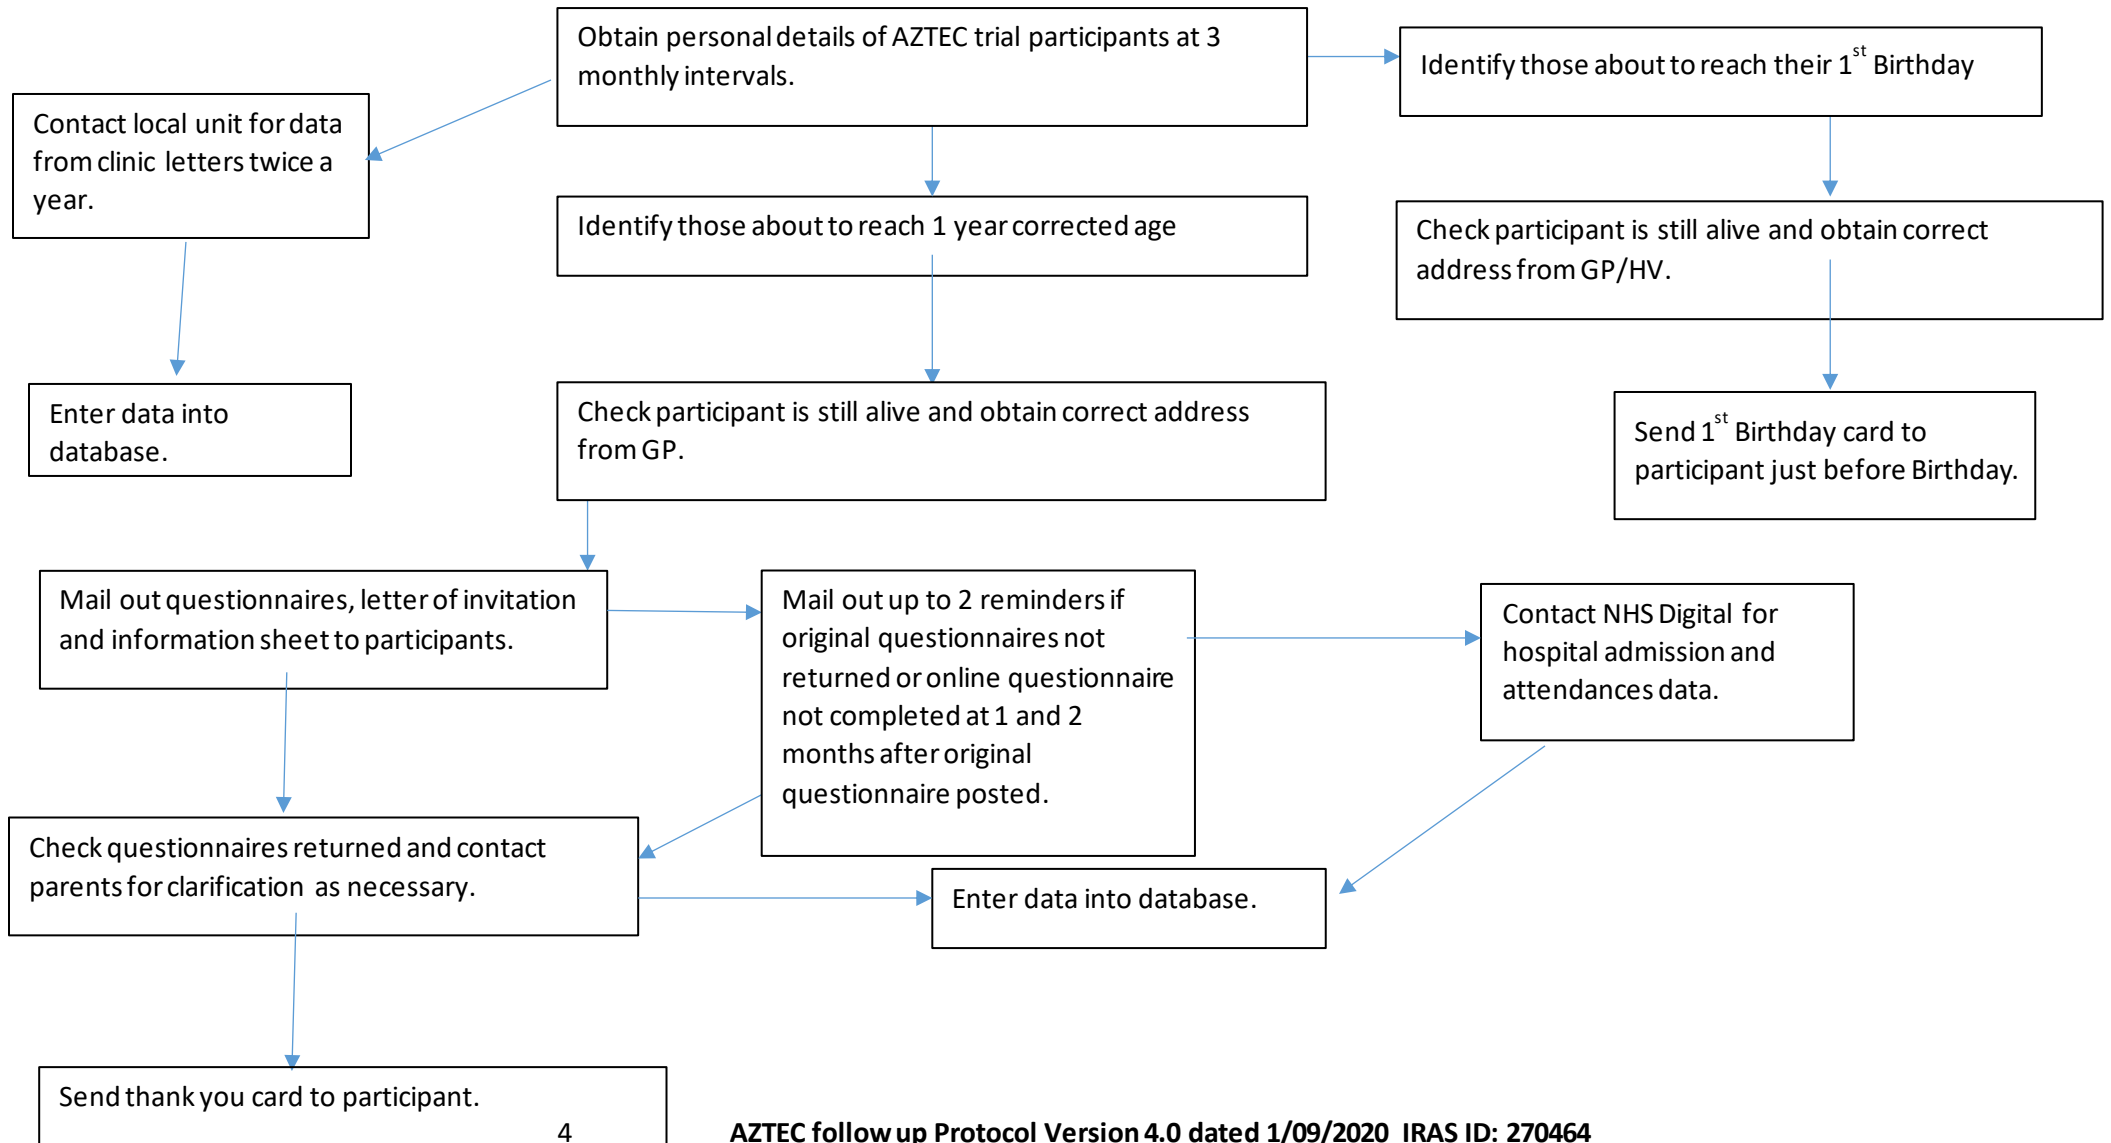 Obtain personal details of AZTEC trial participants at 3
monthly intervals.
Identify those about to reach their 1st Birthday
Contact local unit for data
from clinic letters twice a
year.
Identify those about to reach 1 year corrected age
Check participant is still alive and obtain correct
address from GP/HV.
Enter data into
database.
Check participant is still alive and obtain correct address
from GP.
Send 1st Birthday card to
participant just before Birthday.
Mail out questionnaires, letter of invitation
and information sheet to participants.
Mail out up to 2 reminders if
original questionnaires not
returned or online questionnaire
not completed at 1 and 2
months after original
questionnaire posted.
Contact NHS Digital for
hospital admission and
attendances data.
Check questionnaires returned and contact
parents for clarification as necessary.
Enter data into database.
Send thank you card to participant.
4
AZTEC follow up Protocol Version 4.0 dated 1/09/2020 IRAS ID: 270464